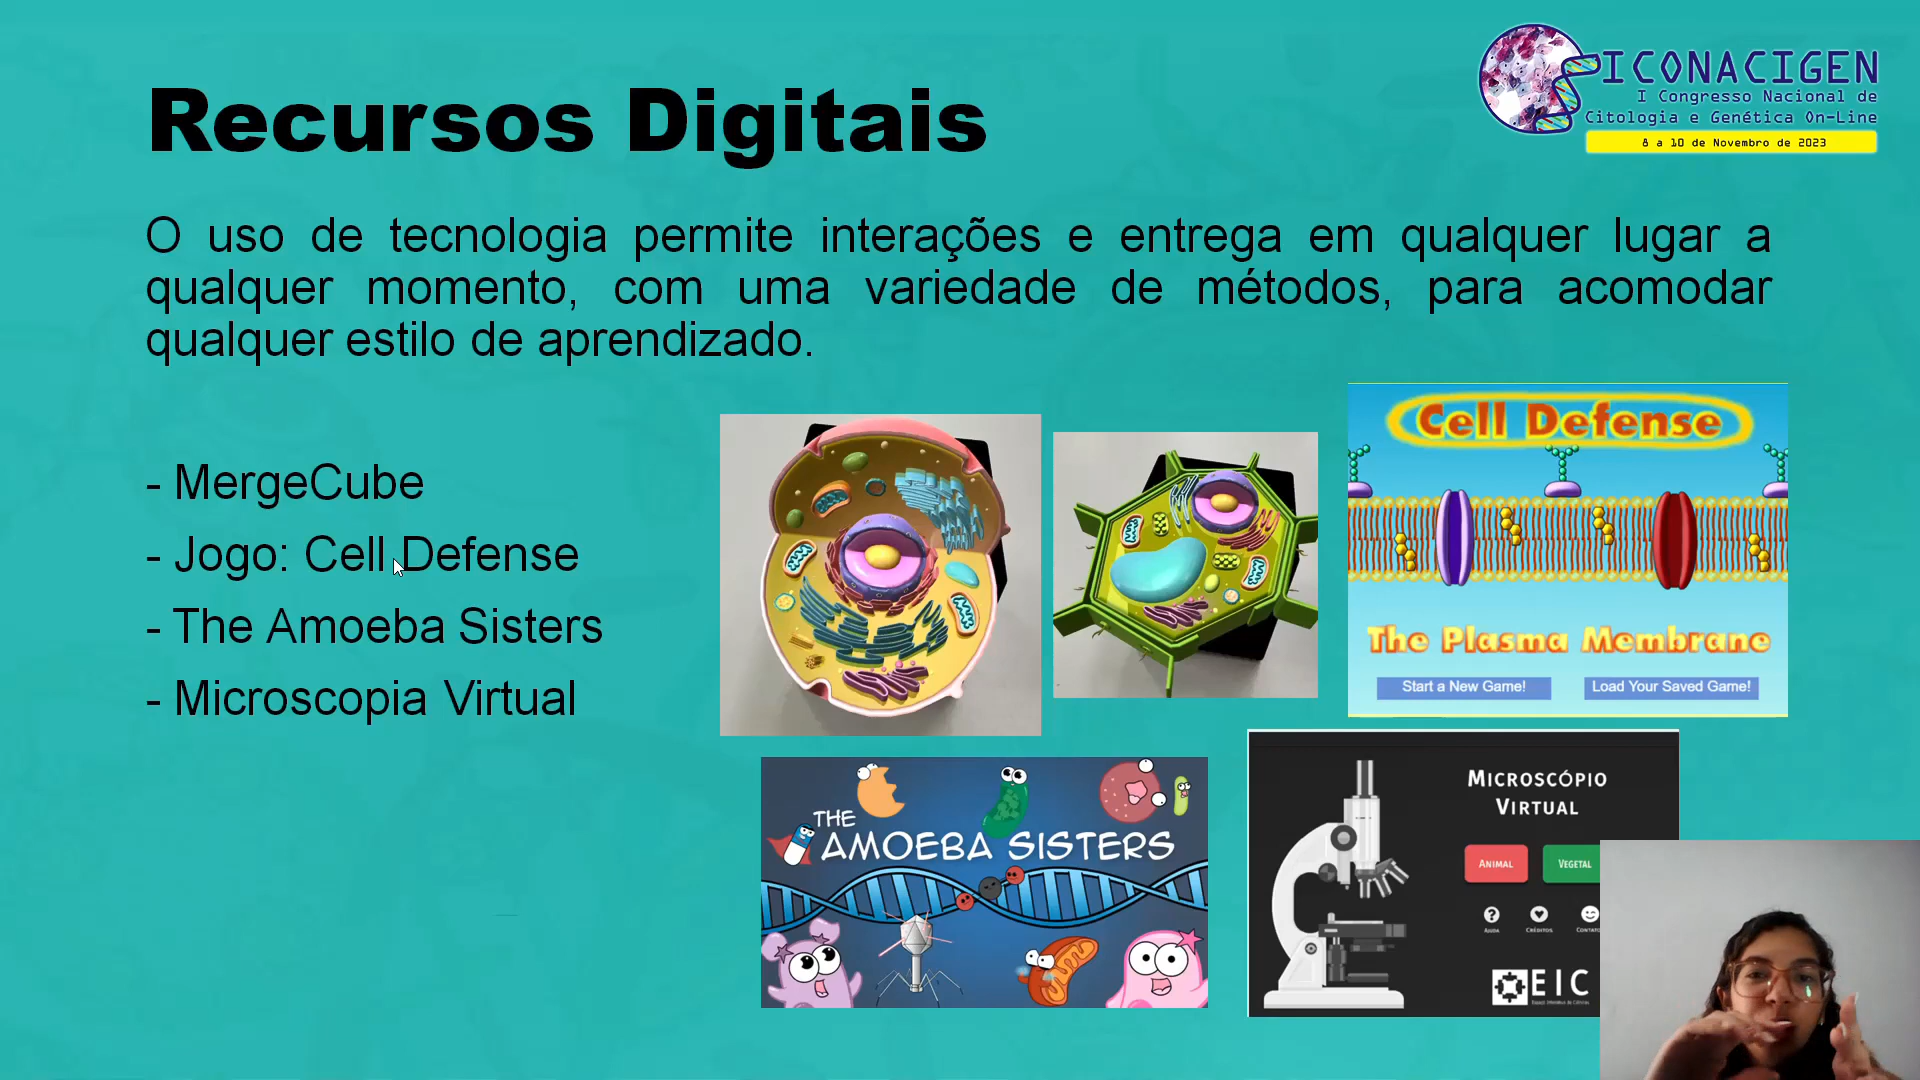 Recursos Digitais
ICONACIGEN
I Congresso Nacional de
Citologia e Genética On-Line
8 a 10 de Novembro de 2023
O uso de tecnologia permite interações e entrega em qualquer lugar a
qualquer momento, com uma variedade de métodos, para acomodar
qualquer estilo de aprendizado.
- MergeCube
- Jogo: Cell Defense
- The Amoeba Sisters
- Microscopia Virtual
Cell Defense
The Plasma Membrane
Start a New Game!
Load Your Saved Game!
THE
AMOEBA SISTERS
MICROSCÓPIO
VIRTUAL
ANIMAL
VEGETAL
AJUDA
CRÉDITOS
EIC